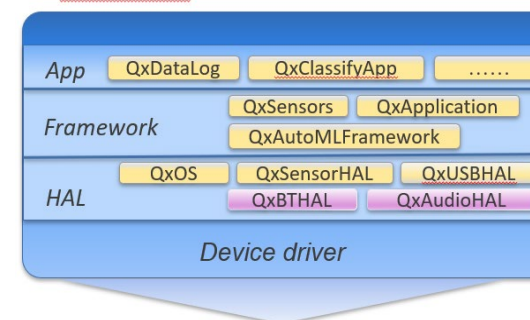 App QxDataLog QxClassifyApp ......
QxSensors QxApplication
Framework
QxAutoMLFramework
QxOS QxSensorHAL QxUSBHAL
HAL
QxBTHAL QxAudioHAL
Device driver